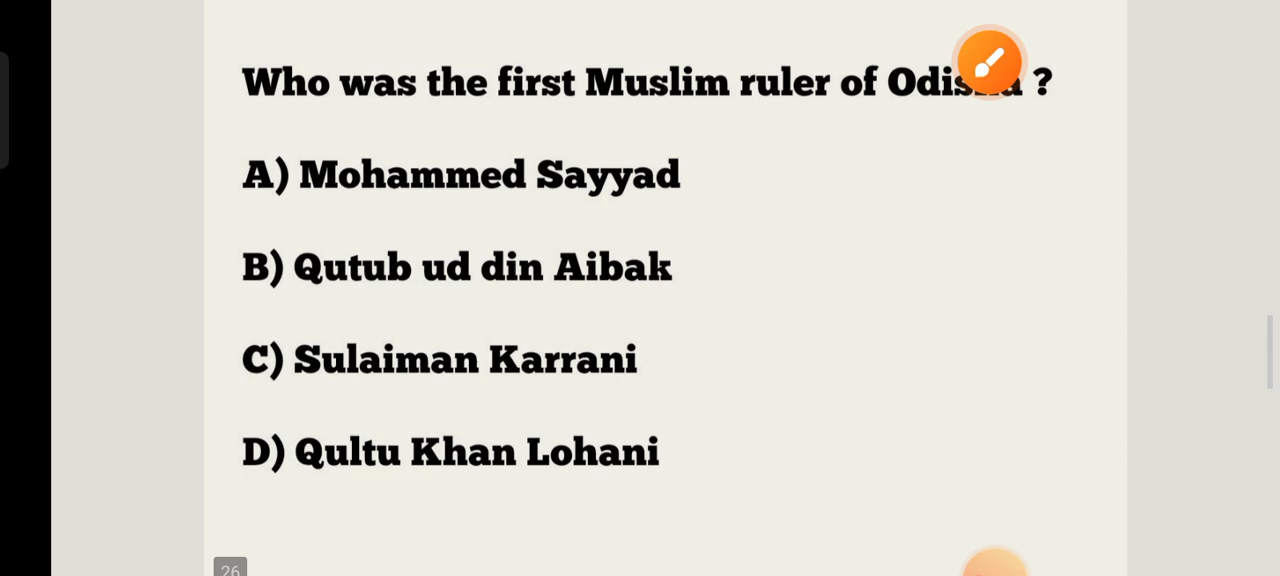 Who was the first Muslim ruler of ?
A) Mohammed Sayyad
B) Qutub ud din Aibak
C) Sulaiman Karrani
D) Qultu Khan Lohani
26